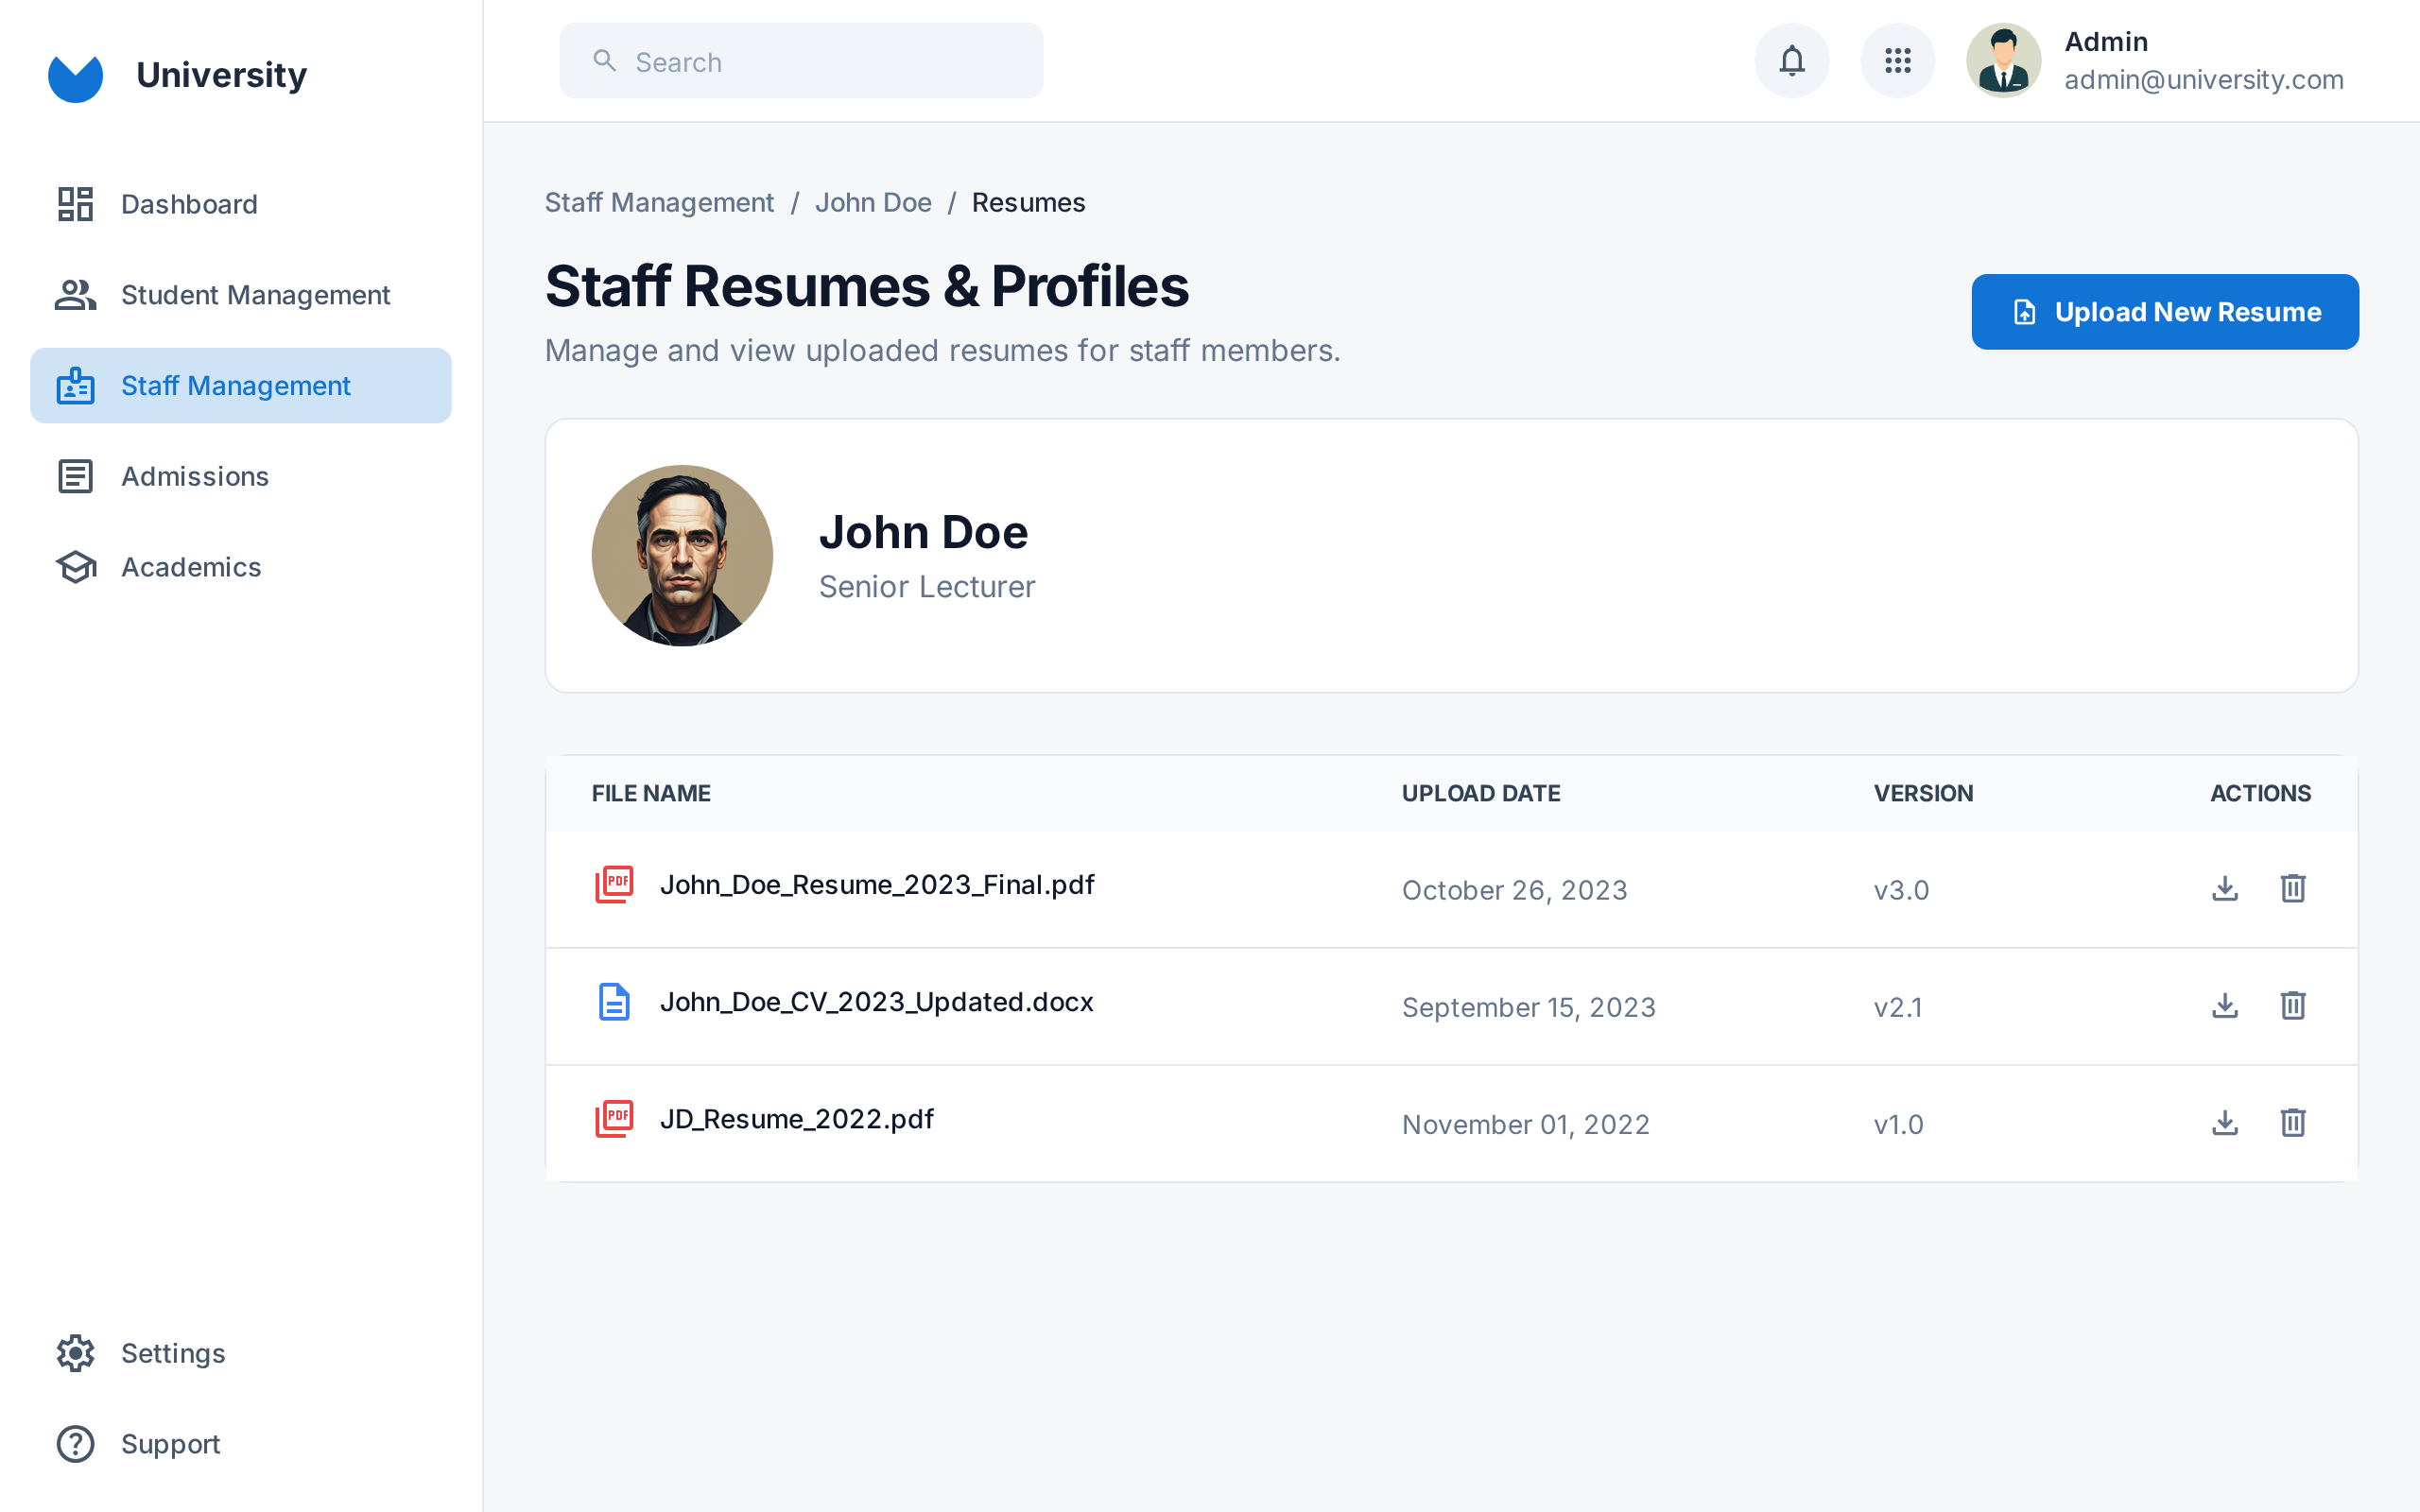 University
Dashboard
Student Management
Staff Management
Admissions
Academics
Settings
Support
Search
Admin
admin@university.com
Staff Management / John Doe / Resumes
Staff Resumes & Profiles
Manage and view uploaded resumes for staff members.
Upload New Resume
John Doe
Senior Lecturer
FILE NAME UPLOAD DATE VERSION ACTIONS
PDF John_Doe_Resume_2023_Final.pdf October 26, 2023 v3.0
John_Doe_CV_2023_Updated.docx September 15, 2023 v2.1
PDF JD_Resume_2022.pdf November 01, 2022 v1.0